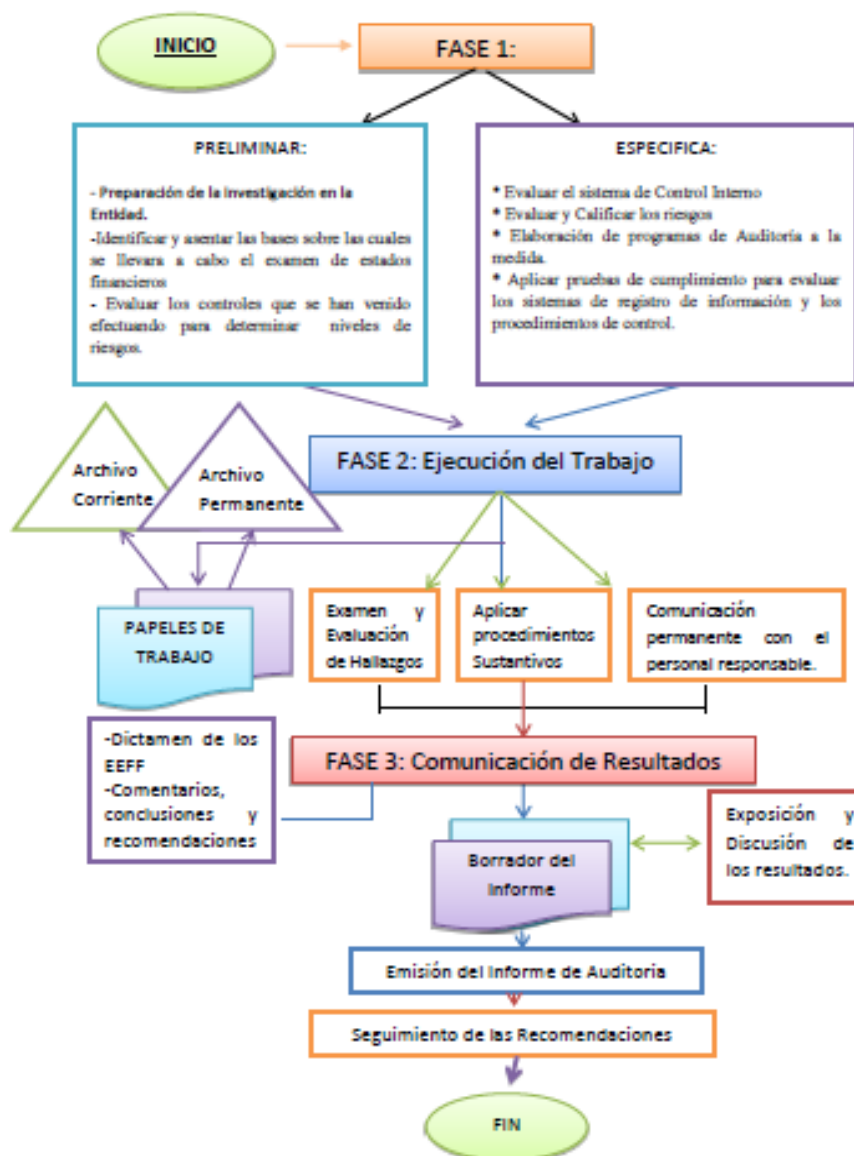 INICIO
FASE 1:
PRELIMINAR:
- Preparación de la Investigación en la
Entidad.
-Identificar y asentar las bases sobre las cuales
se llevara a cabo el examen de estados
financieros
- Evaluar los controles que se han venido
efectuando para determinar niveles de
riesgos.
ESPECIFICA:
* Evaluar el sistema de Control Interno
* Evaluar y Calificar los riesgos
* Elaboración de programas de Auditoría a la
medida.
* Aplicar pruebas de cumplimiento para evaluar
los sistemas de registro de información y los
procedimientos de control.
Archivo
Corriente
Archivo
Permanente
FASE 2: Ejecución del Trabajo
PAPELES DE
TRABAJO
Examen y
Evaluación
de Hallazgos
Aplicar
procedimientos
Sustantivos
Comunicación
permanente con el
personal responsable.
-Dictamen de los
EEFF
-Comentarios,
conclusiones y
recomendaciones
FASE 3: Comunicación de Resultados
Borrador del
Informe
Exposición y
Discusión de
los resultados.
Emisión del Informe de Auditoria
Seguimiento de las Recomendaciones
FIN